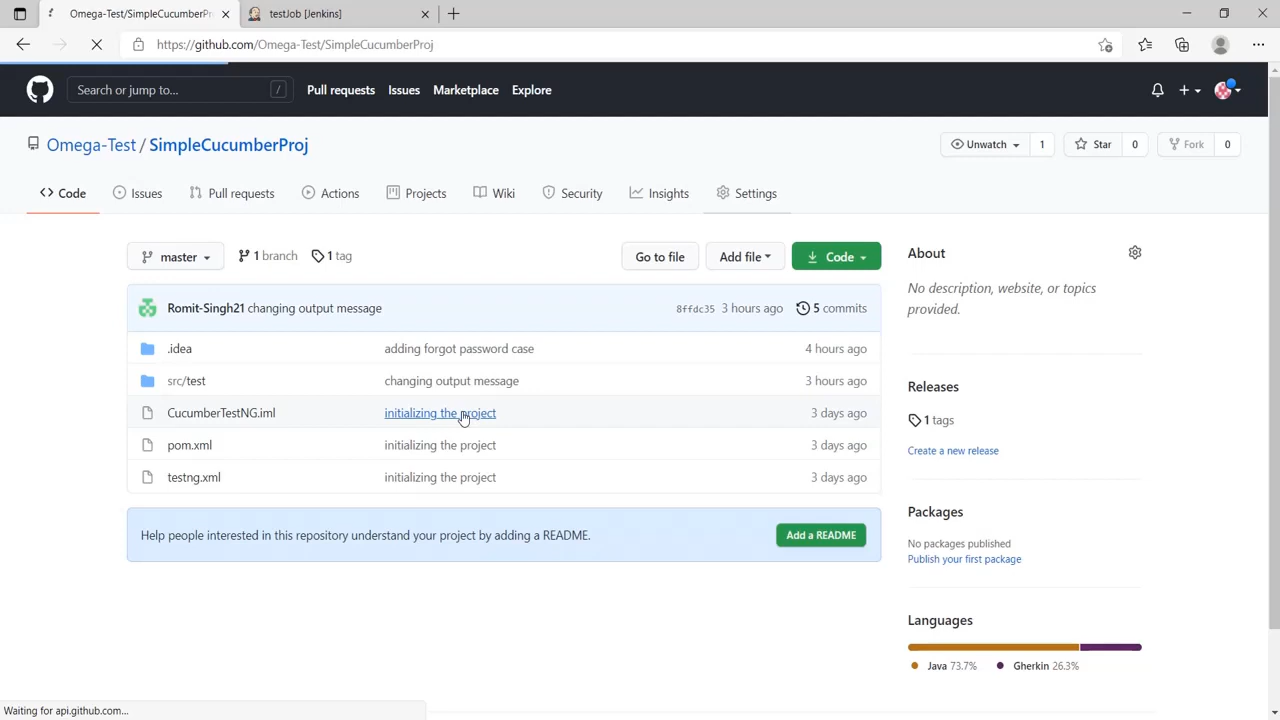 Omega-Test/SimpleCucumberPr
testJob [Jenkins]
https://github.com/Omega-Test/SimpleCucumberProj
Search or jump to...
/
Pull requests
Issues
Marketplace
Explore
Omega-Test / SimpleCucumberProj
Unwatch
1
Star
0
Fork
0
Code
Issues
Pull requests
Actions
Projects
Wiki
Security
Insights
Settings
master
1 branch
1 tag
Go to file
Add file
Code
Romit-Singh21 changing output message
8ffdc35 3 hours ago
5 commits
.idea
adding forgot password case
4 hours ago
src/test
changing output message
3 hours ago
CucumberTestNG.iml
initializing the project
3 days ago
pom.xml
initializing the project
3 days ago
testng.xml
initializing the project
3 days ago
Help people interested in this repository understand your project by adding a README.
Add a README
About
No description, website, or topics
provided.
Releases
1 tags
Create a new release
Packages
No packages published
Publish your first package
Languages
Java 73.7%
Gherkin 26.3%
Waiting for api.github.com...